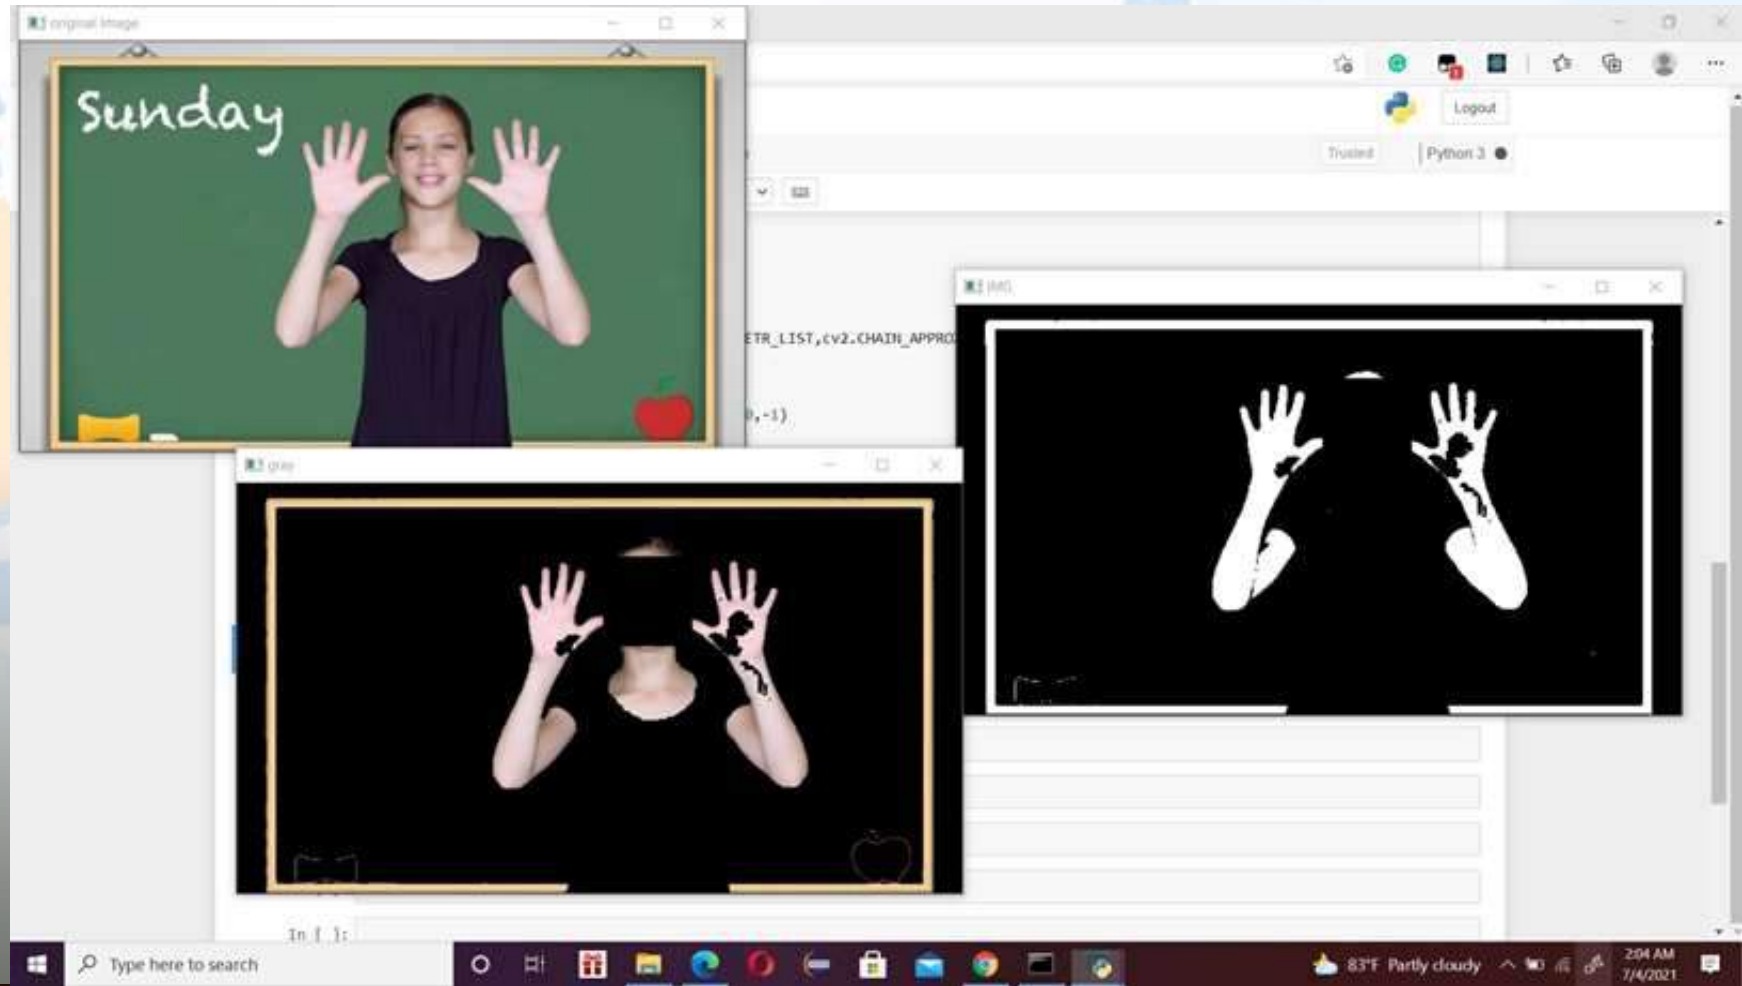 original image
Sunday
Logout
Trusted
Python 3
IMG
ETR_LIST,cv2.CHAIN_APPRO
,-1)
gray
In [ ]:
Type here to search
83°F Partly cloudy
2:04 AM
7/4/2021